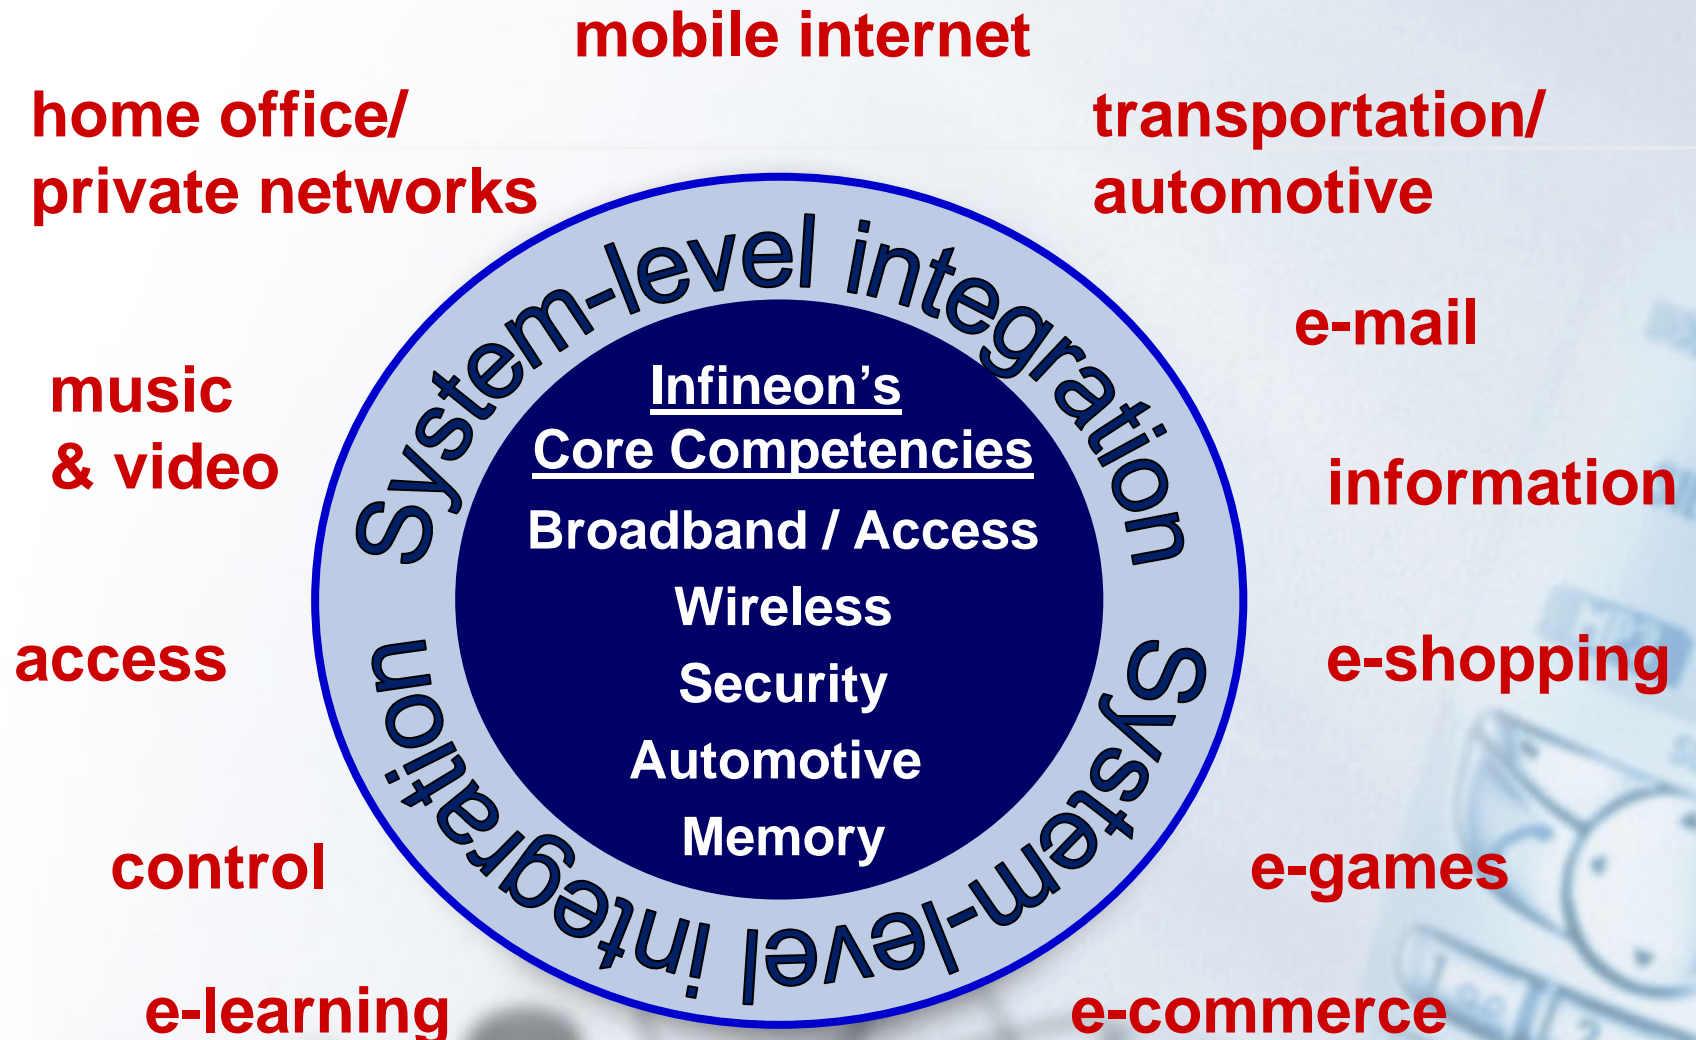 mobile internet
home office/
private networks
transportation/
automotive
System-level integration
e-mail
Infineon’s
Core Competencies
music
& video
information
Broadband / Access
Wireless
access
e-shopping
Security
Automotive
Memory
control
e-games
System-level integration
e-learning
e-commerce